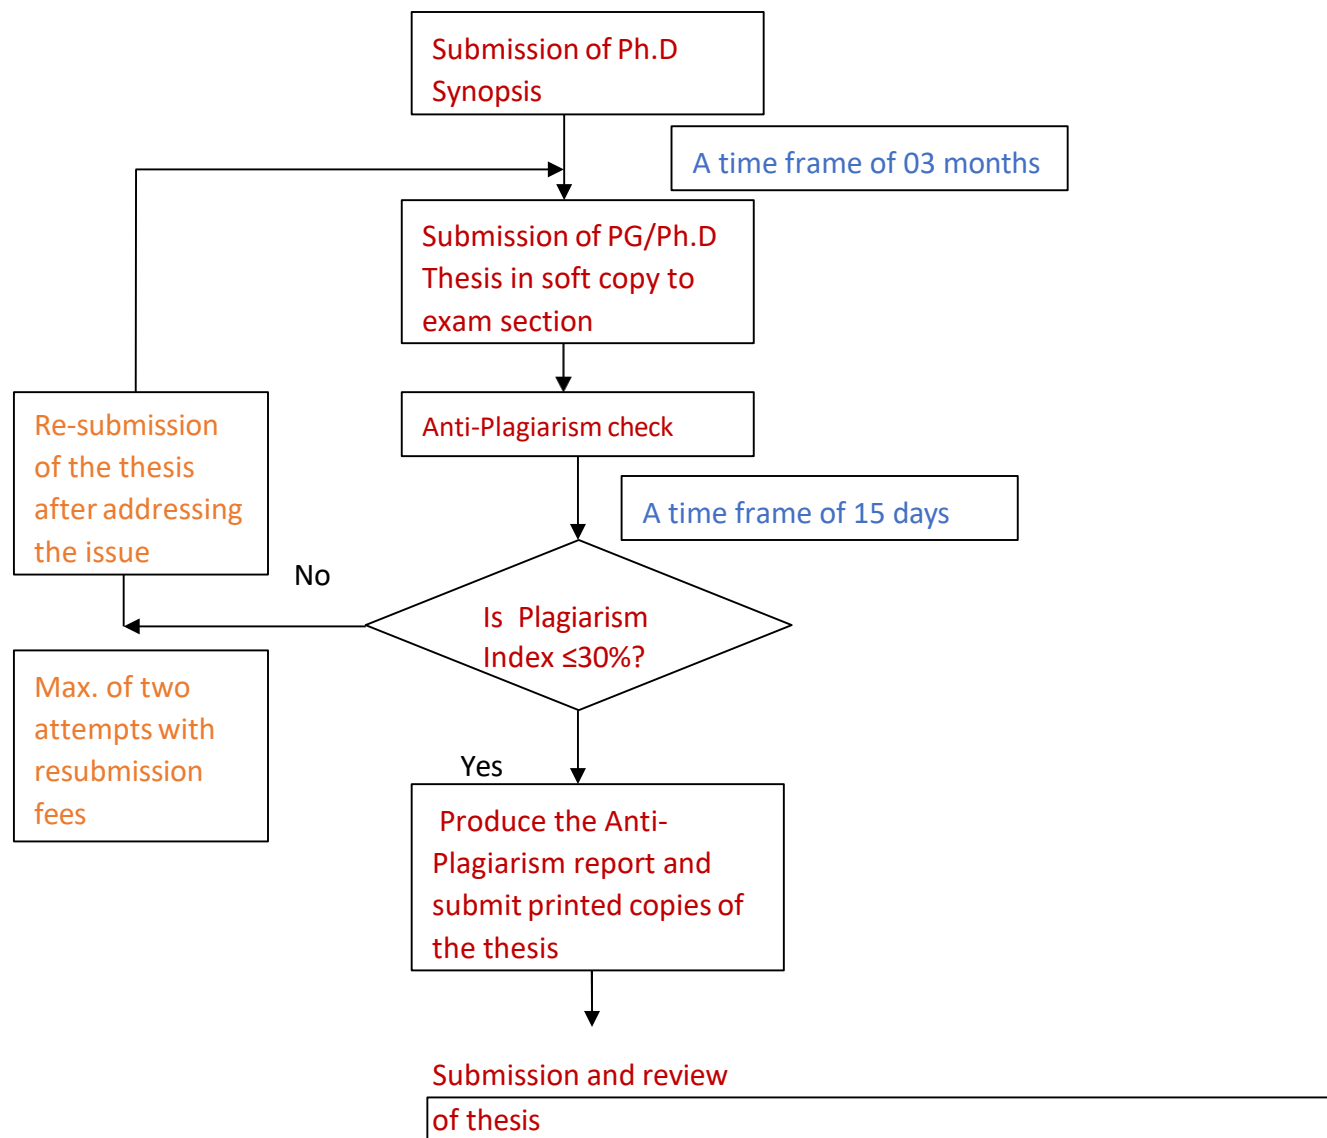 Submission of Ph.D
Synopsis
A time frame of 03 months
Submission of PG/Ph.D
Thesis in soft copy to
exam section
Re-submission
of the thesis
after addressing
the issue
Anti-Plagiarism check
A time frame of 15 days
No
Is Plagiarism
Index ≤30%?
Max. of two
attempts with
resubmission
fees
Yes
Produce the Anti-
Plagiarism report and
submit printed copies of
the thesis
Submission and review
of thesis